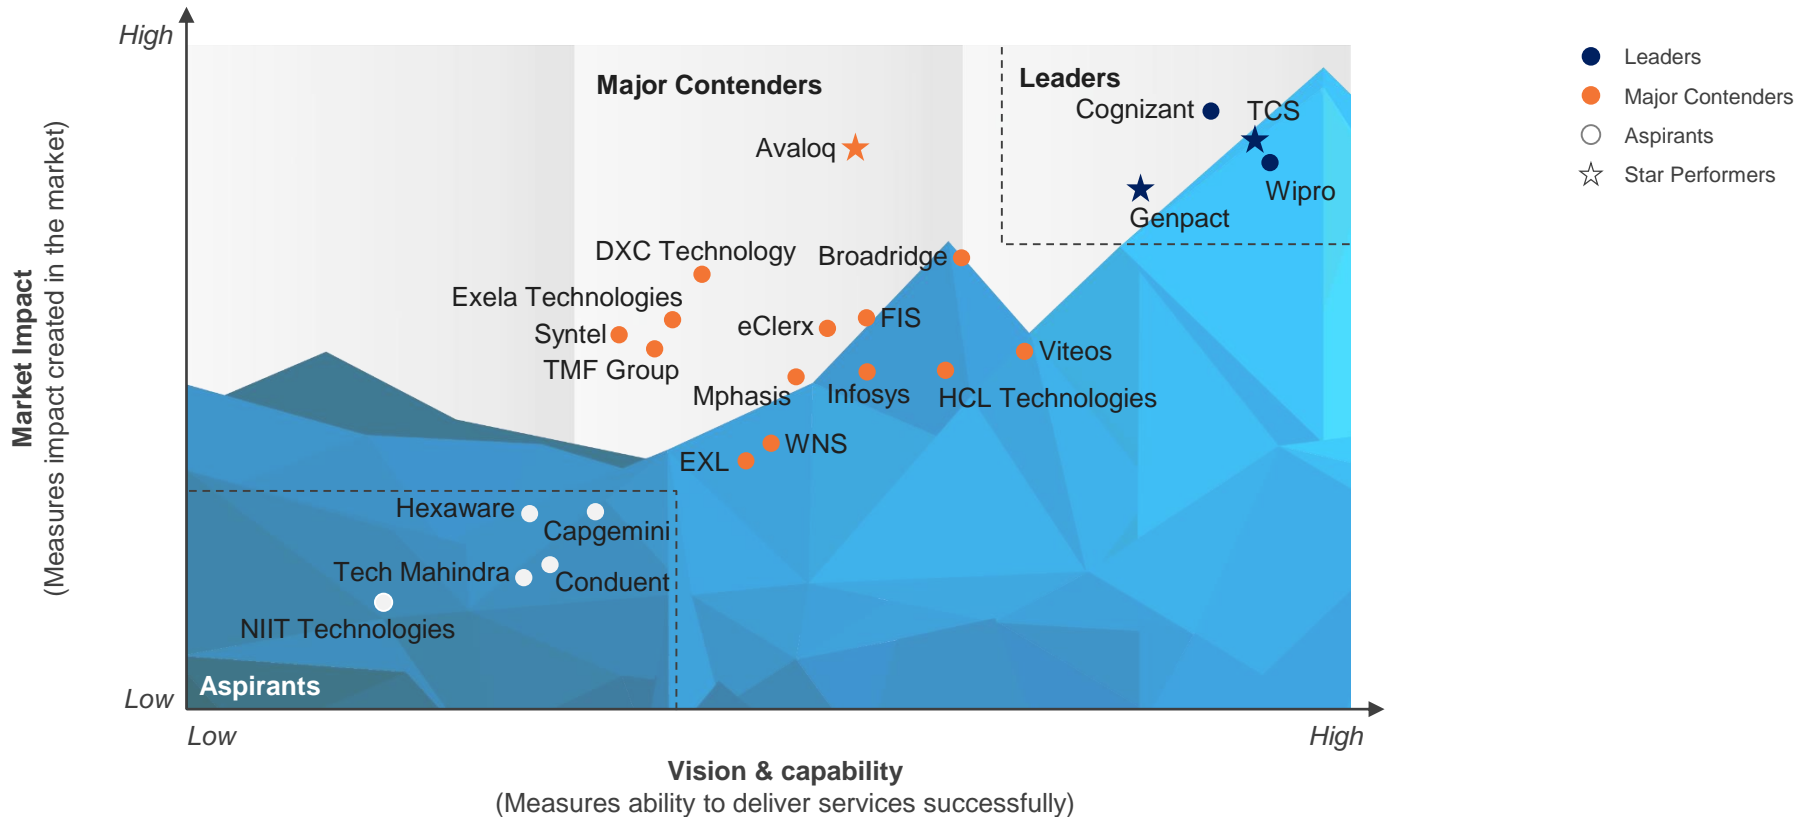 High
Market Impact
(Measures impact created in the market)
Low
Low
High
Vision & capability
(Measures ability to deliver services successfully)
Major Contenders
Leaders
Cognizant
TCS
Avaloq
Wipro
Genpact
DXC Technology
Broadridge
Exela Technologies
Syntel
eClerx
FIS
TMF Group
Viteos
Mphasis
Infosys
HCL Technologies
WNS
EXL
Hexaware
Capgemini
Tech Mahindra
Conduent
NIIT Technologies
Aspirants
Leaders
Major Contenders
Aspirants
Star Performers